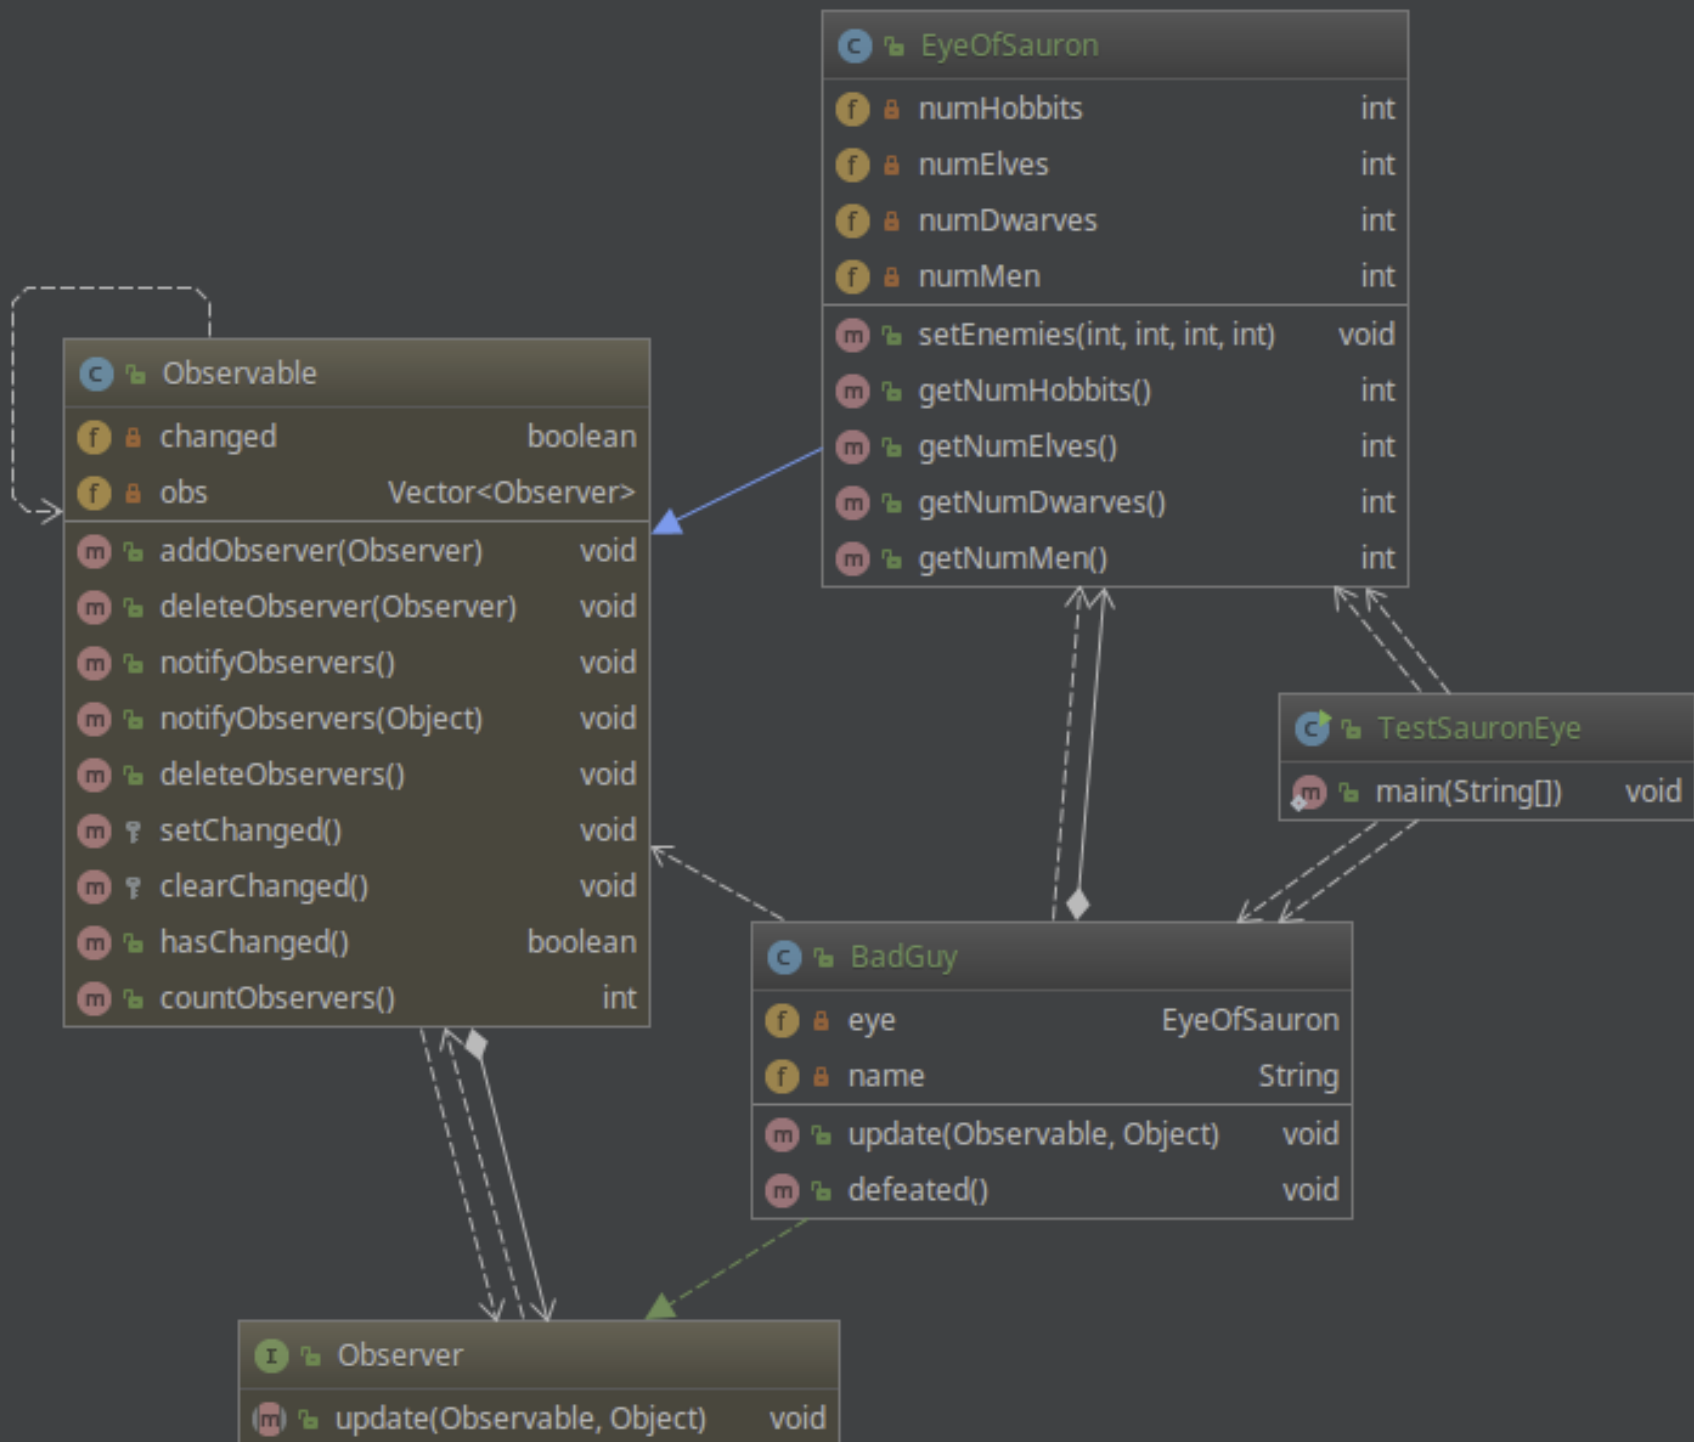 EyeOfSauron
numHobbits int
numElves int
numDwarves int
numMen int
setEnemies(int, int, int, int) void
getNumHobbits() int
getNumElves() int
getNumDwarves() int
getNumMen() int
Observable
changed boolean
obs Vector<Observer>
addObserver(Observer) void
deleteObserver(Observer) void
notifyObservers() void
notifyObservers(Object) void
deleteObservers() void
setChanged() void
clearChanged() void
hasChanged() boolean
countObservers() int
TestSauronEye
main(String[]) void
BadGuy
eye EyeOfSauron
name String
update(Observable, Object) void
defeated() void
Observer
update(Observable, Object) void